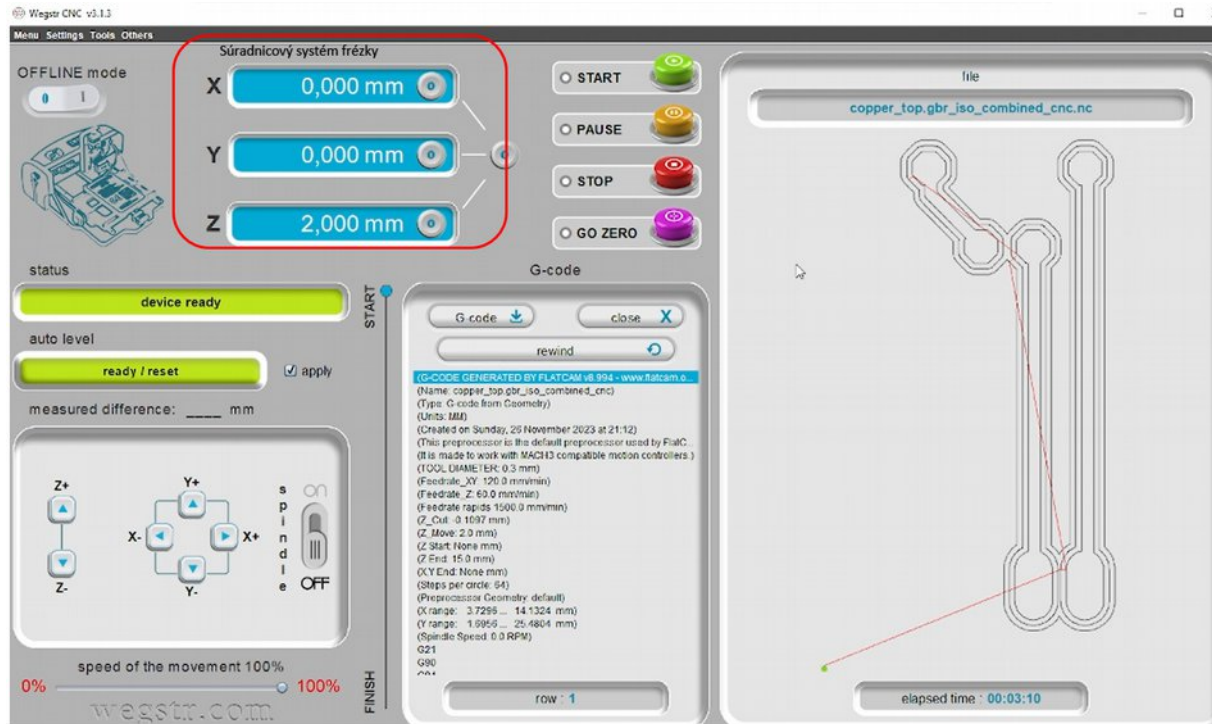 Wegstr CNC v3.1.3
Menu Settings Tools Others
Súradnicový systém frézky
OFFLINE mode
0 1
X 0,000 mm
Y 0,000 mm
Z 2,000 mm
START
PAUSE
STOP
GO ZERO
file
copper_top.gbr_iso_combined_cnc.nc
status
device ready
auto level
ready / reset
apply
measured difference: ____ mm
Z+
Z-
Y+
X-
X+
Y-
spindle
on
OFF
speed of the movement 100%
0%
100%
wegstr.com
START
FINISH
G-code
G-code
close X
rewind
(G-CODE GENERATED BY FLATCAM v8.994 - www.flatcam.o...
(Name: copper_top.gbr_iso_combined_cnc)
(Type: G-code from Geometry)
(Units: MM)
(Created on Sunday, 26 November 2023 at 21:12)
(This preprocessor is the default preprocessor used by FlatC...
(It is made to work with MACH3 compatible motion controllers.)
(TOOL DIAMETER: 0.3 mm)
(Feedrate_XY: 120.0 mm/min)
(Feedrate_Z: 60.0 mm/min)
(Feedrate rapids 1500.0 mm/min)
(Z_Cut: -0.1097 mm)
(Z_Move: 2.0 mm)
(Z Start: None mm)
(Z End: 15.0 mm)
(X,Y End: None mm)
(Steps per circle: 64)
(Preprocessor Geometry: default)
(X range: 3.7296 ... 14.1324 mm)
(Y range: 1.6956 ... 25.4804 mm)
(Spindle Speed: 0.0 RPM)
G21
G90
G94
row : 1
elapsed time : 00:03:10